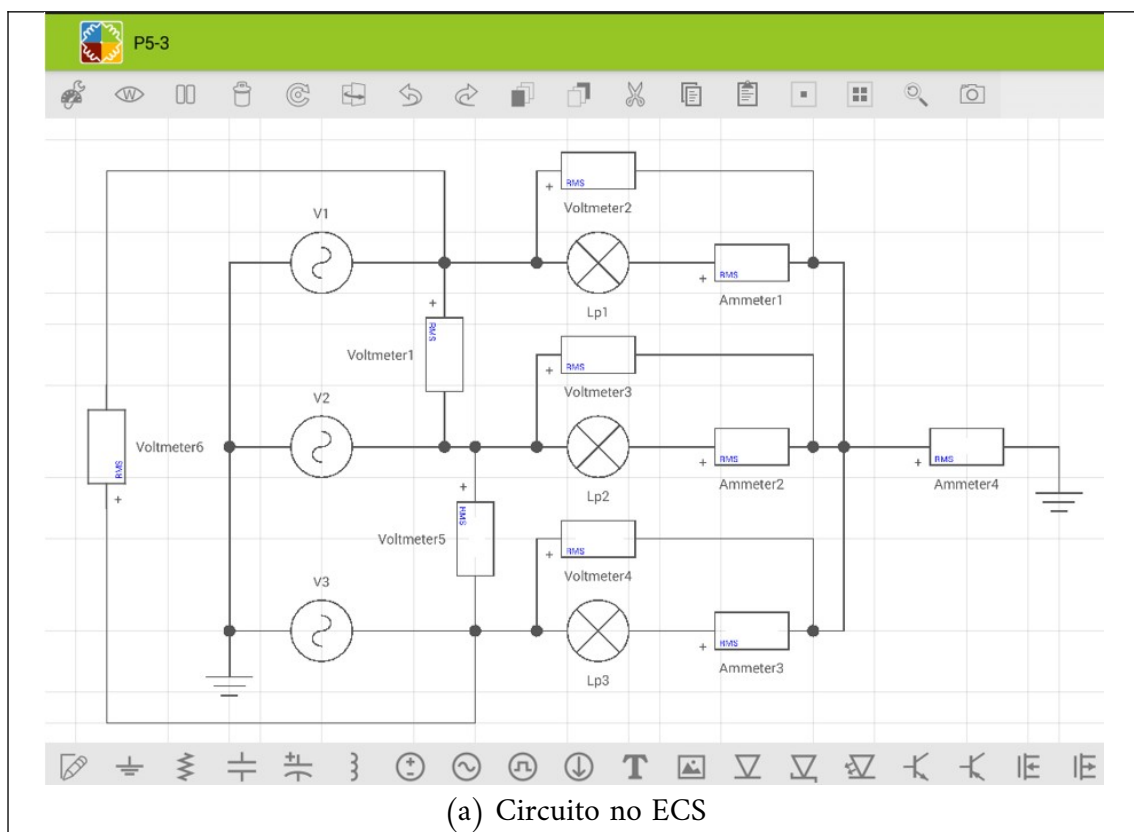 P5-3
W
RMS
+
Voltmeter2
V1
+
RMS
Lp1
Ammeter1
+
RMS
Voltmeter1
RMS
+
Voltmeter3
V2
Voltmeter6
RMS
+
+
RMS
Lp2
Ammeter2
+
RMS
Ammeter4
+
RMS
Voltmeter5
RMS
+
Voltmeter4
V3
+
RMS
Lp3
Ammeter3
T
(a) Circuito no ECS